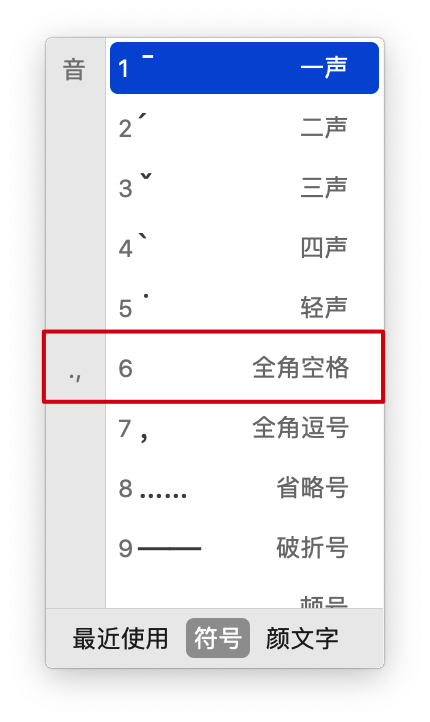 音 1 ˉ 一声
2 ˊ 二声
3 ˇ 三声
4 ˋ 四声
5 ˙ 轻声
., 6 全角空格
7 ， 全角逗号
8 …… 省略号
9 —— 破折号
顿号
最近使用 符号 颜文字